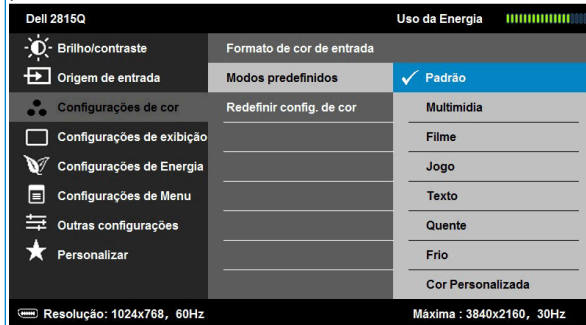 Dell 2815Q Uso da Energia
Brilho/contraste Formato de cor de entrada
Origem de entrada Modos predefinidos Padrão
Configurações de cor Redefinir config. de cor Multimidia
Configurações de exibição Filme
Configurações de Energia Jogo
Configurações de Menu Texto
Outras configurações Quente
Personalizar Frio
Cor Personalizada
Resolução: 1024x768, 60Hz Máxima : 3840x2160, 30Hz